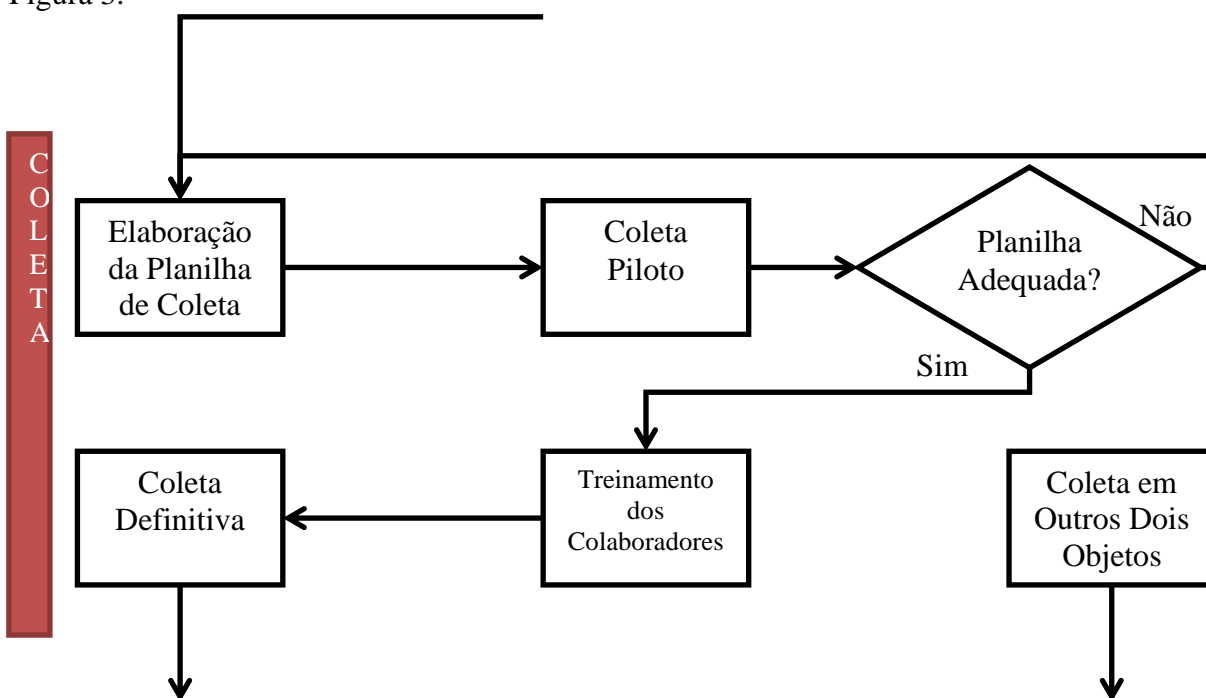 Figura 3.
C
O
L
E
T
A
Elaboração
da Planilha
de Coleta
Coleta
Piloto
Planilha
Adequada?
Não
Sim
Coleta
Definitiva
Treinamento
dos
Colaboradores
Coleta em
Outros Dois
Objetos